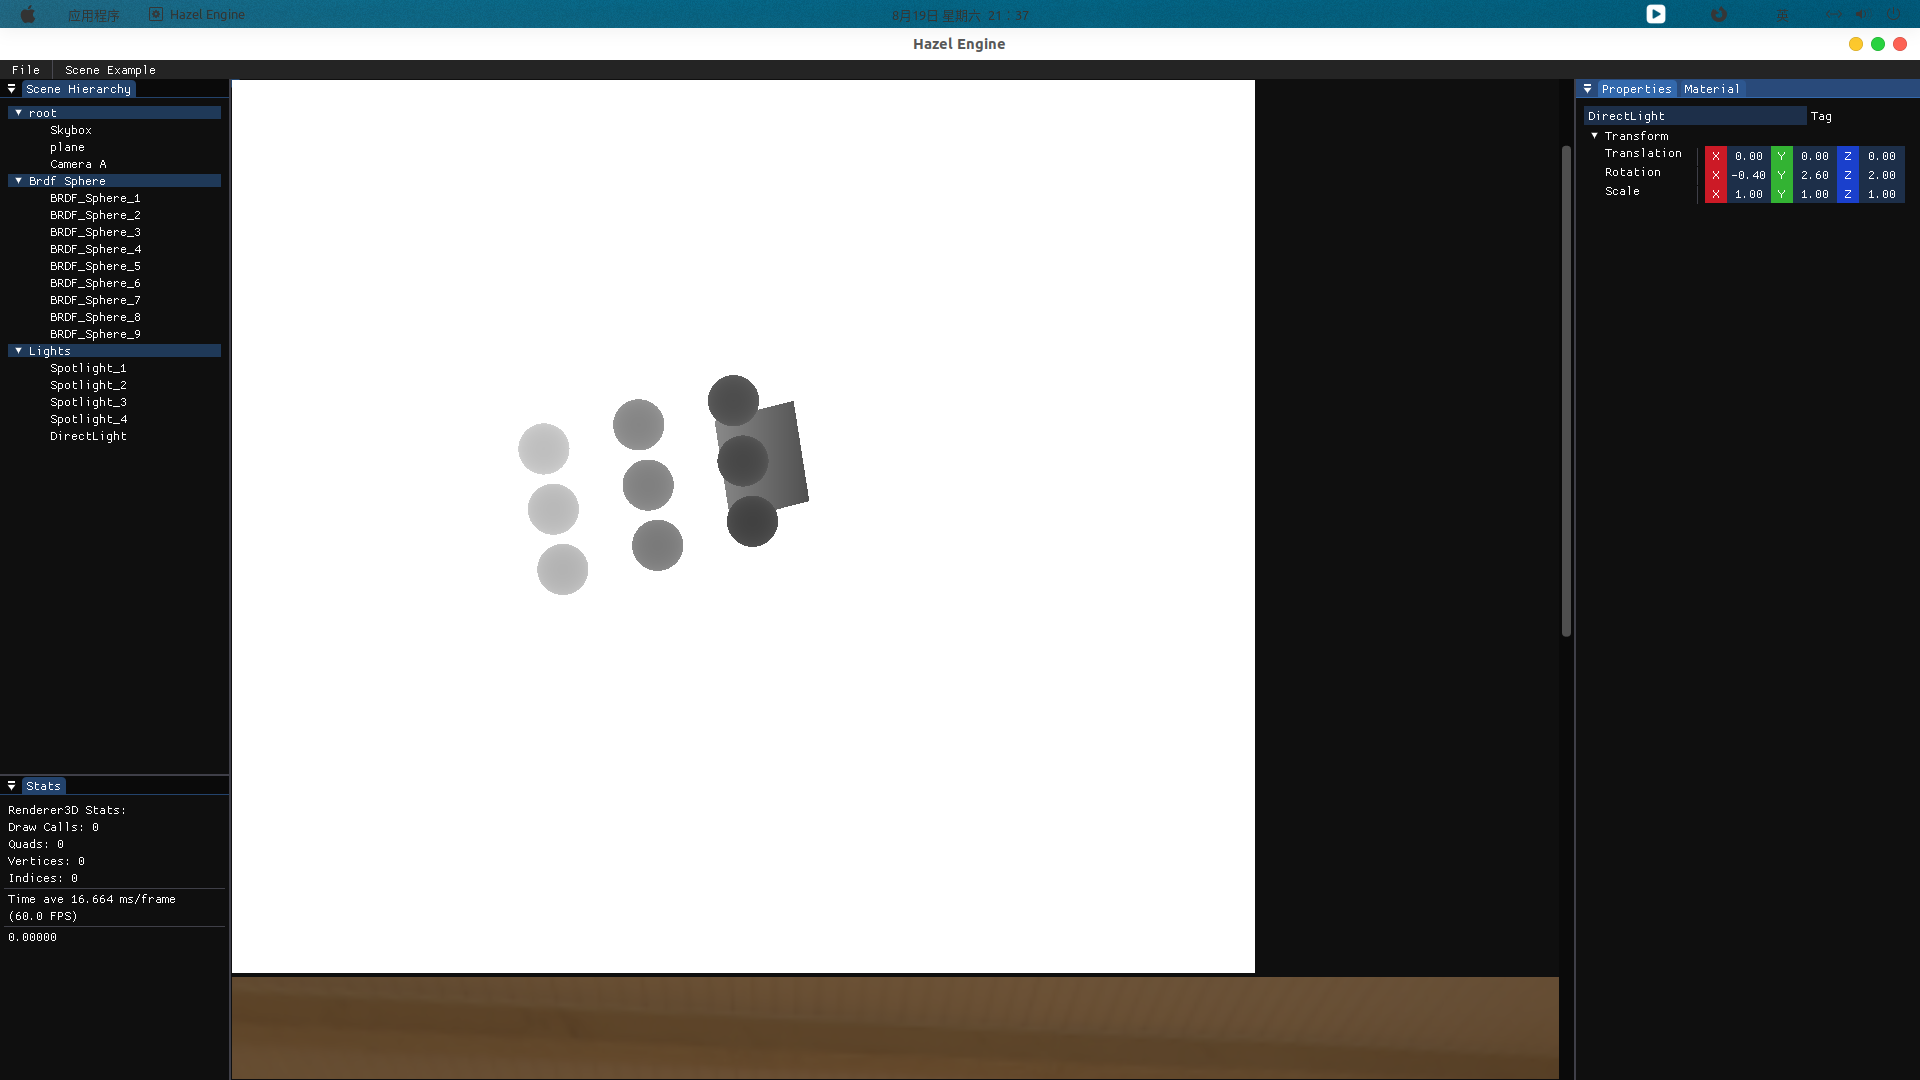 应用程序 Hazel Engine 8月19日 星期六 21：37 英
Hazel Engine
File Scene Example
Scene Hierarchy
root
Skybox
plane
Camera A
Brdf Sphere
BRDF_Sphere_1
BRDF_Sphere_2
BRDF_Sphere_3
BRDF_Sphere_4
BRDF_Sphere_5
BRDF_Sphere_6
BRDF_Sphere_7
BRDF_Sphere_8
BRDF_Sphere_9
Lights
Spotlight_1
Spotlight_2
Spotlight_3
Spotlight_4
DirectLight
Stats
Renderer3D Stats:
Draw Calls: 0
Quads: 0
Vertices: 0
Indices: 0
Time ave 16.664 ms/frame
(60.0 FPS)
0.00000
Properties Material
DirectLight Tag
Transform
Translation X 0.00 Y 0.00 Z 0.00
Rotation X -0.40 Y 2.60 Z 2.00
Scale X 1.00 Y 1.00 Z 1.00